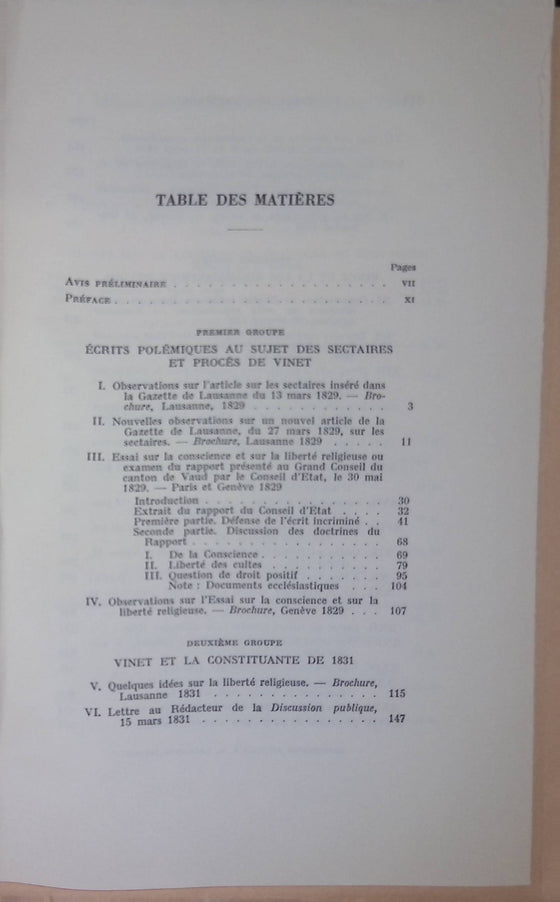 TABLE DES MATIÈRES
Pages
AVIS PRÉLIMINAIRE . . . . . . . . . . . . . . . . . . . VII
PRÉFACE . . . . . . . . . . . . . . . . . . . . . . . XI
PREMIER GROUPE
ÉCRITS POLÉMIQUES AU SUJET DES SECTAIRES
ET PROCÈS DE VINET
I. Observations sur l'article sur les sectaires inséré dans
la Gazette de Lausanne du 13 mars 1829. — Bro-
chure, Lausanne, 1829 . . . . . . . . . . . . 3
II. Nouvelles observations sur un nouvel article de la
Gazette de Lausanne, du 27 mars 1829, sur les
sectaires. — Brochure, Lausanne 1829 . . . . . 11
III. Essai sur la conscience et sur la liberté religieuse ou
examen du rapport présenté au Grand Conseil du
canton de Vaud par le Conseil d'Etat, le 30 mai
1829. — Paris et Genève 1829
Introduction . . . . . . . . . . . . . . . . 30
Extrait du rapport du Conseil d'Etat . . . . 32
Première partie. Défense de l'écrit incriminé . . 41
Seconde partie. Discussion des doctrines du
Rapport . . . . . . . . . . . . . . . . . 68
I. De la Conscience . . . . . . . . . . . 69
II. Liberté des cultes . . . . . . . . . . 79
III. Question de droit positif . . . . . . . 95
Note : Documents ecclésiastiques . . . 104
IV. Observations sur l'Essai sur la conscience et sur la
liberté religieuse. — Brochure, Genève 1829 . . . 107
DEUXIÈME GROUPE
VINET ET LA CONSTITUANTE DE 1831
V. Quelques idées sur la liberté religieuse. — Brochure,
Lausanne 1831 . . . . . . . . . . . . . . . 115
VI. Lettre au Rédacteur de la Discussion publique,
15 mars 1831 . . . . . . . . . . . . . . . . 147